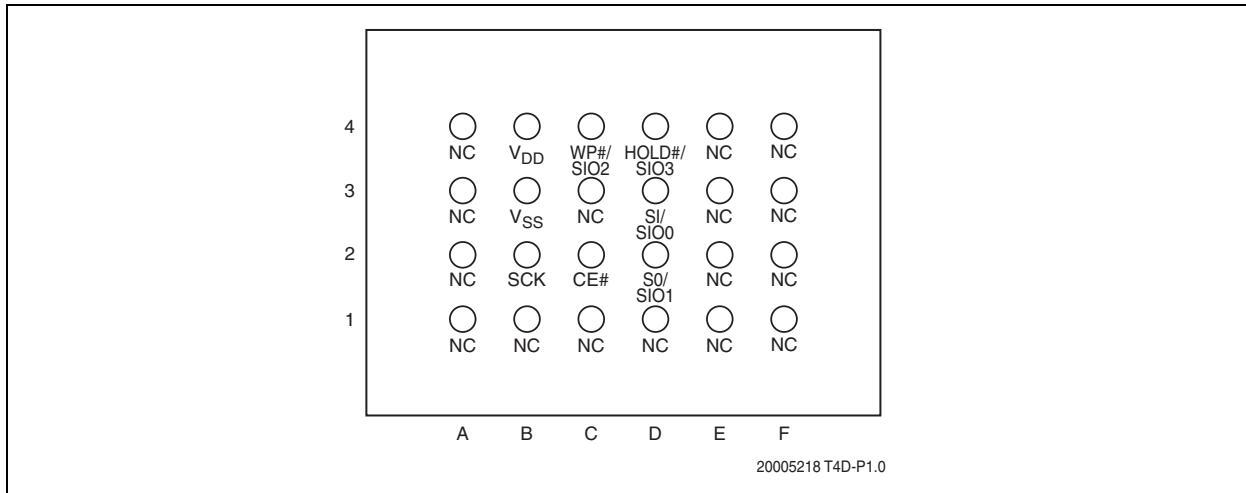 4
NC VDD WP#/SIO2 HOLD#/SIO3 NC NC
3
NC VSS NC SI/SIO0 NC NC
2
NC SCK CE# S0/SIO1 NC NC
1
NC NC NC NC NC NC
A B C D E F
20005218 T4D-P1.0